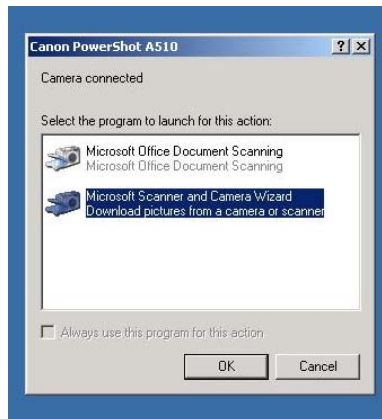 Canon PowerShot A510
Camera connected
Select the program to launch for this action:
Microsoft Office Document Scanning
Microsoft Office Document Scanning
Microsoft Scanner and Camera Wizard
Download pictures from a camera or scanner
Always use this program for this action
OK Cancel